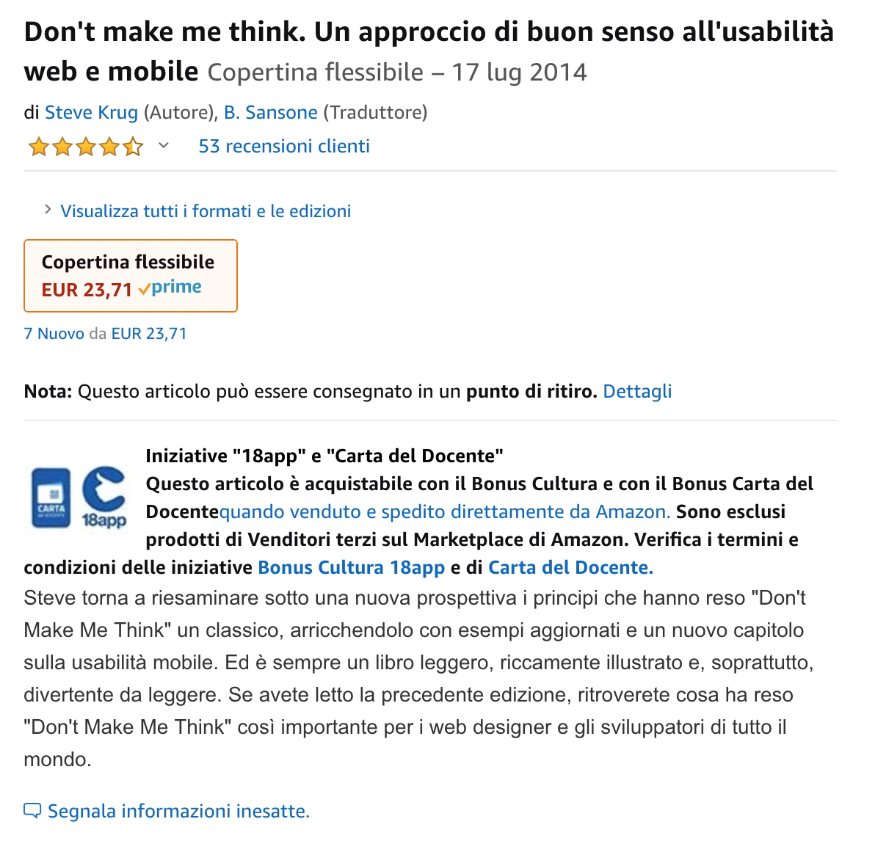 Don't make me think. Un approccio di buon senso all'usabilità
web e mobile Copertina flessibile – 17 lug 2014
di Steve Krug (Autore), B. Sansone (Traduttore)
53 recensioni clienti
Visualizza tutti i formati e le edizioni
Copertina flessibile
EUR 23,71 prime
7 Nuovo da EUR 23,71
Nota: Questo articolo può essere consegnato in un punto di ritiro. Dettagli
Iniziative "18app" e "Carta del Docente"
Questo articolo è acquistabile con il Bonus Cultura e con il Bonus Carta del
Docentequando venduto e spedito direttamente da Amazon. Sono esclusi
prodotti di Venditori terzi sul Marketplace di Amazon. Verifica i termini e
CARTA
18app
condizioni delle iniziative Bonus Cultura 18app e di Carta del Docente.
Steve torna a riesaminare sotto una nuova prospettiva i principi che hanno reso "Don't
Make Me Think" un classico, arricchendolo con esempi aggiornati e un nuovo capitolo
sulla usabilità mobile. Ed è sempre un libro leggero, riccamente illustrato e, soprattutto,
divertente da leggere. Se avete letto la precedente edizione, ritroverete cosa ha reso
"Don't Make Me Think" così importante per i web designer e gli sviluppatori di tutto il
mondo.
Segnala informazioni inesatte.